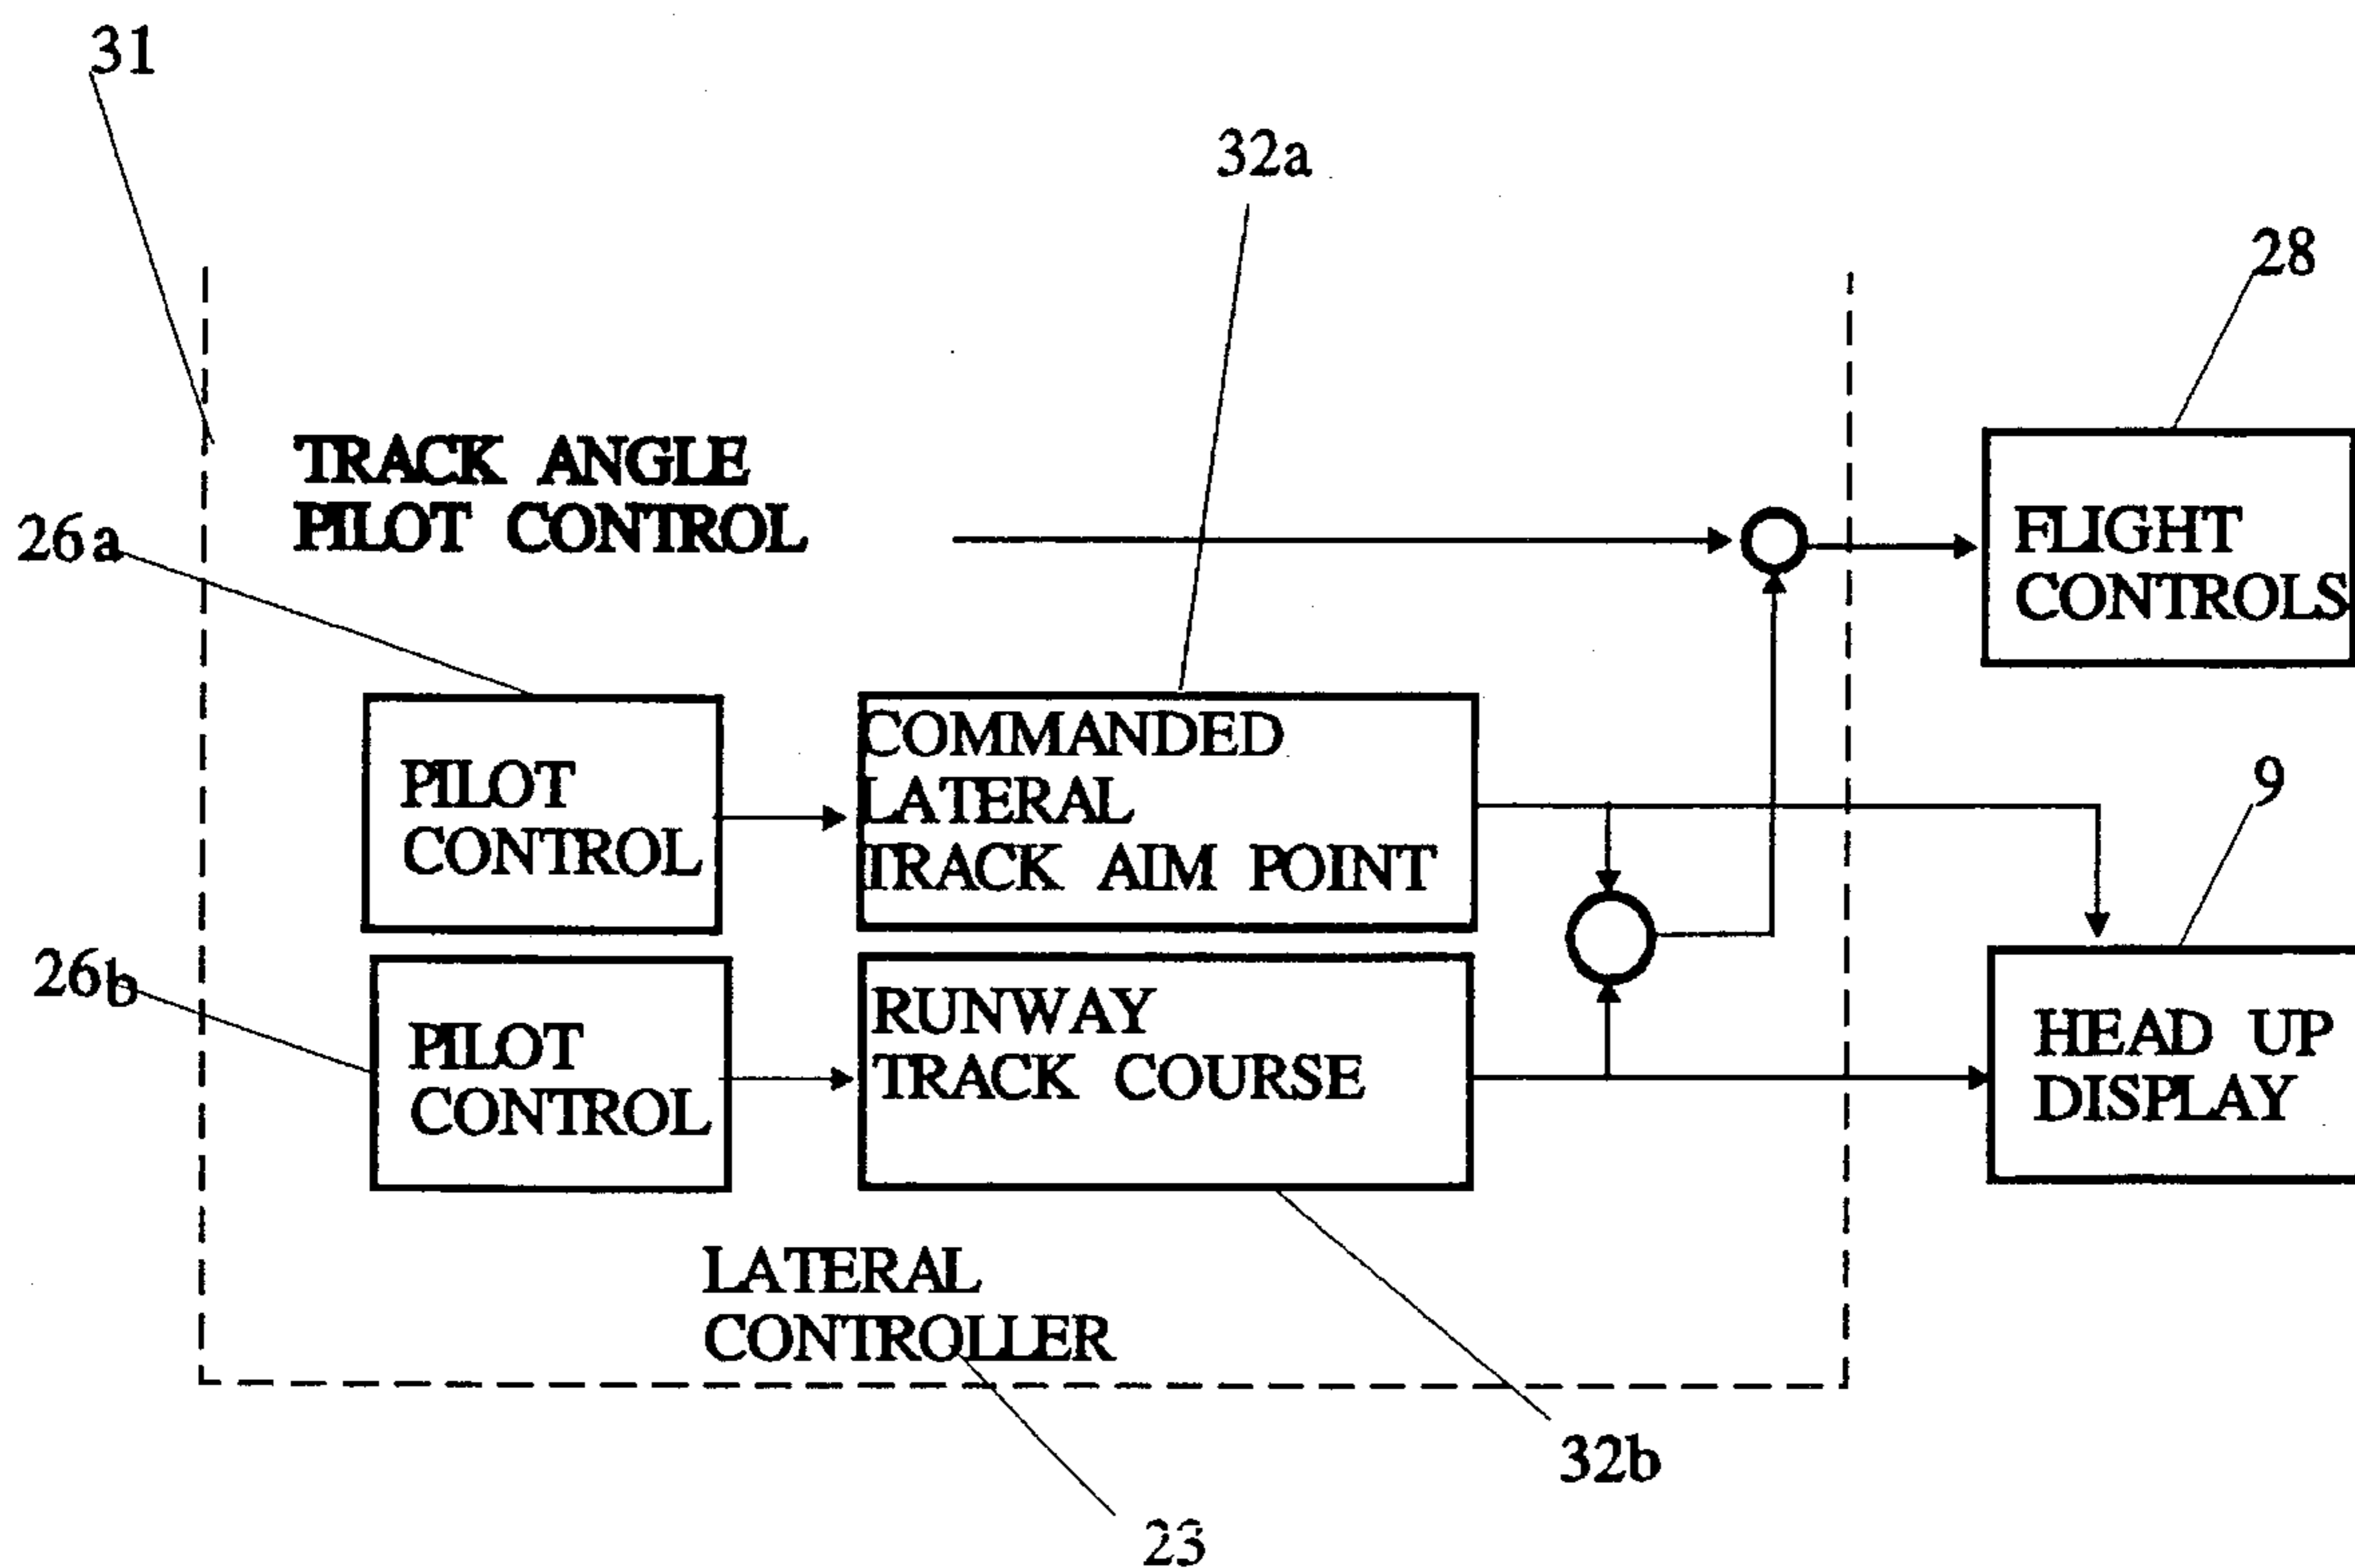 31
32a
28
TRACK ANGLE
PILOT CONTROL
26a
FLIGHT
CONTROLS
COMMANDED
LATERAL
TRACK AIM POINT
PILOT
CONTROL
9
26b
RUNWAY
TRACK COURSE
PILOT
CONTROL
HEAD UP
DISPLAY
LATERAL
CONTROLLER
32b
23